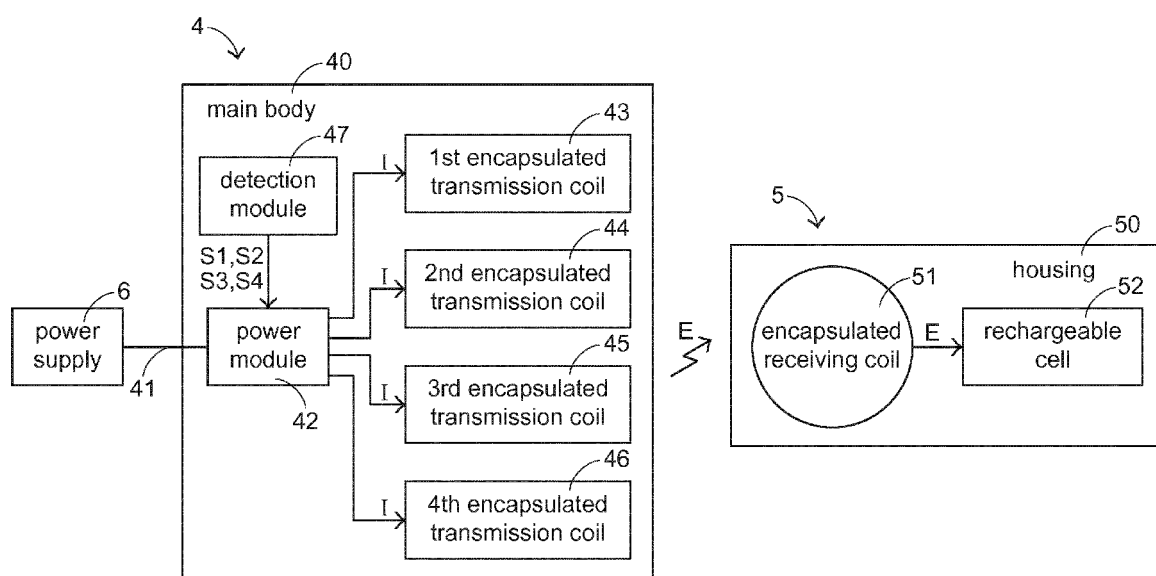 4
40
main body
47
detection
module
S1,S2
S3,S4
6
power
supply
41
power
module
42
I
43
1st encapsulated
transmission coil
I
44
2nd encapsulated
transmission coil
I
45
3rd encapsulated
transmission coil
I
46
4th encapsulated
transmission coil
E
5
50
housing
51
encapsulated
receiving coil
E
52
rechargeable
cell